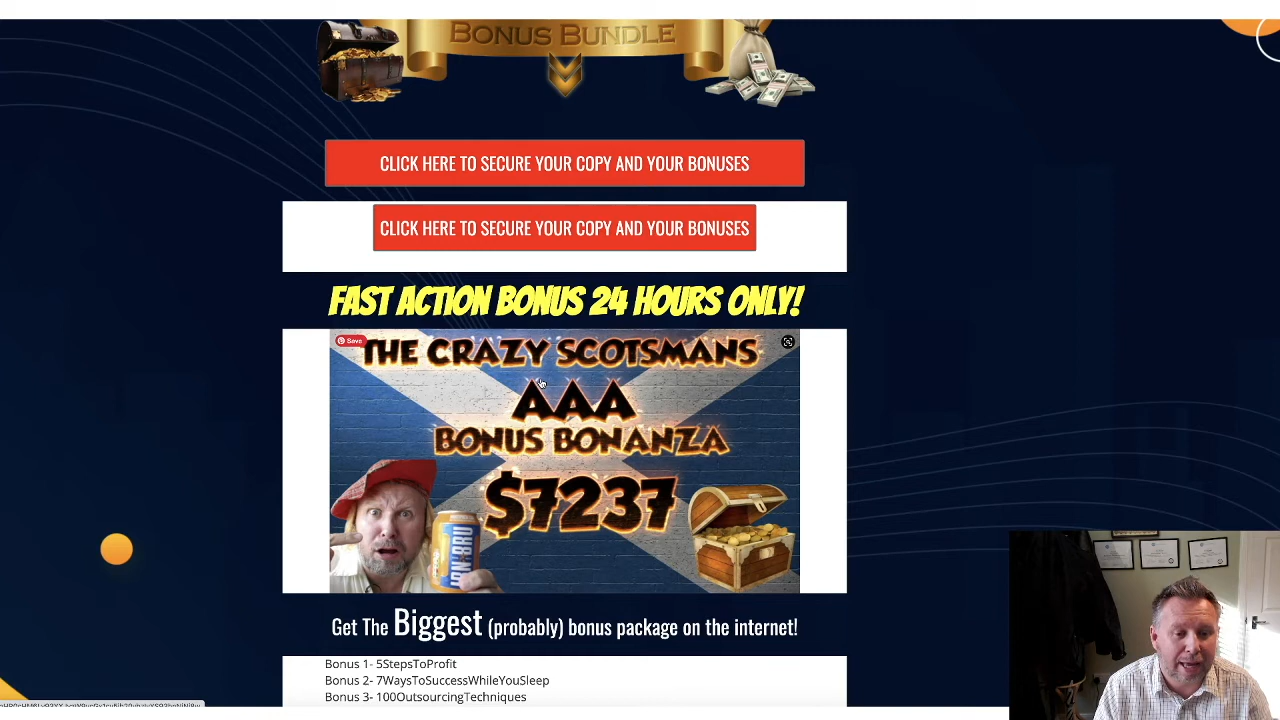 BONUS BUNDLE
CLICK HERE TO SECURE YOUR COPY AND YOUR BONUSES
CLICK HERE TO SECURE YOUR COPY AND YOUR BONUSES
FAST ACTION BONUS 24 HOURS ONLY!
Save
THE CRAZY SCOTSMANS
AAA
BONUS BONANZA
$7237
IRN-BRU
Get The Biggest (probably) bonus package on the internet!
Bonus 1- 5StepsToProfit
Bonus 2- 7WaysToSuccessWhileYouSleep
Bonus 3- 100OutsourcingTechniques